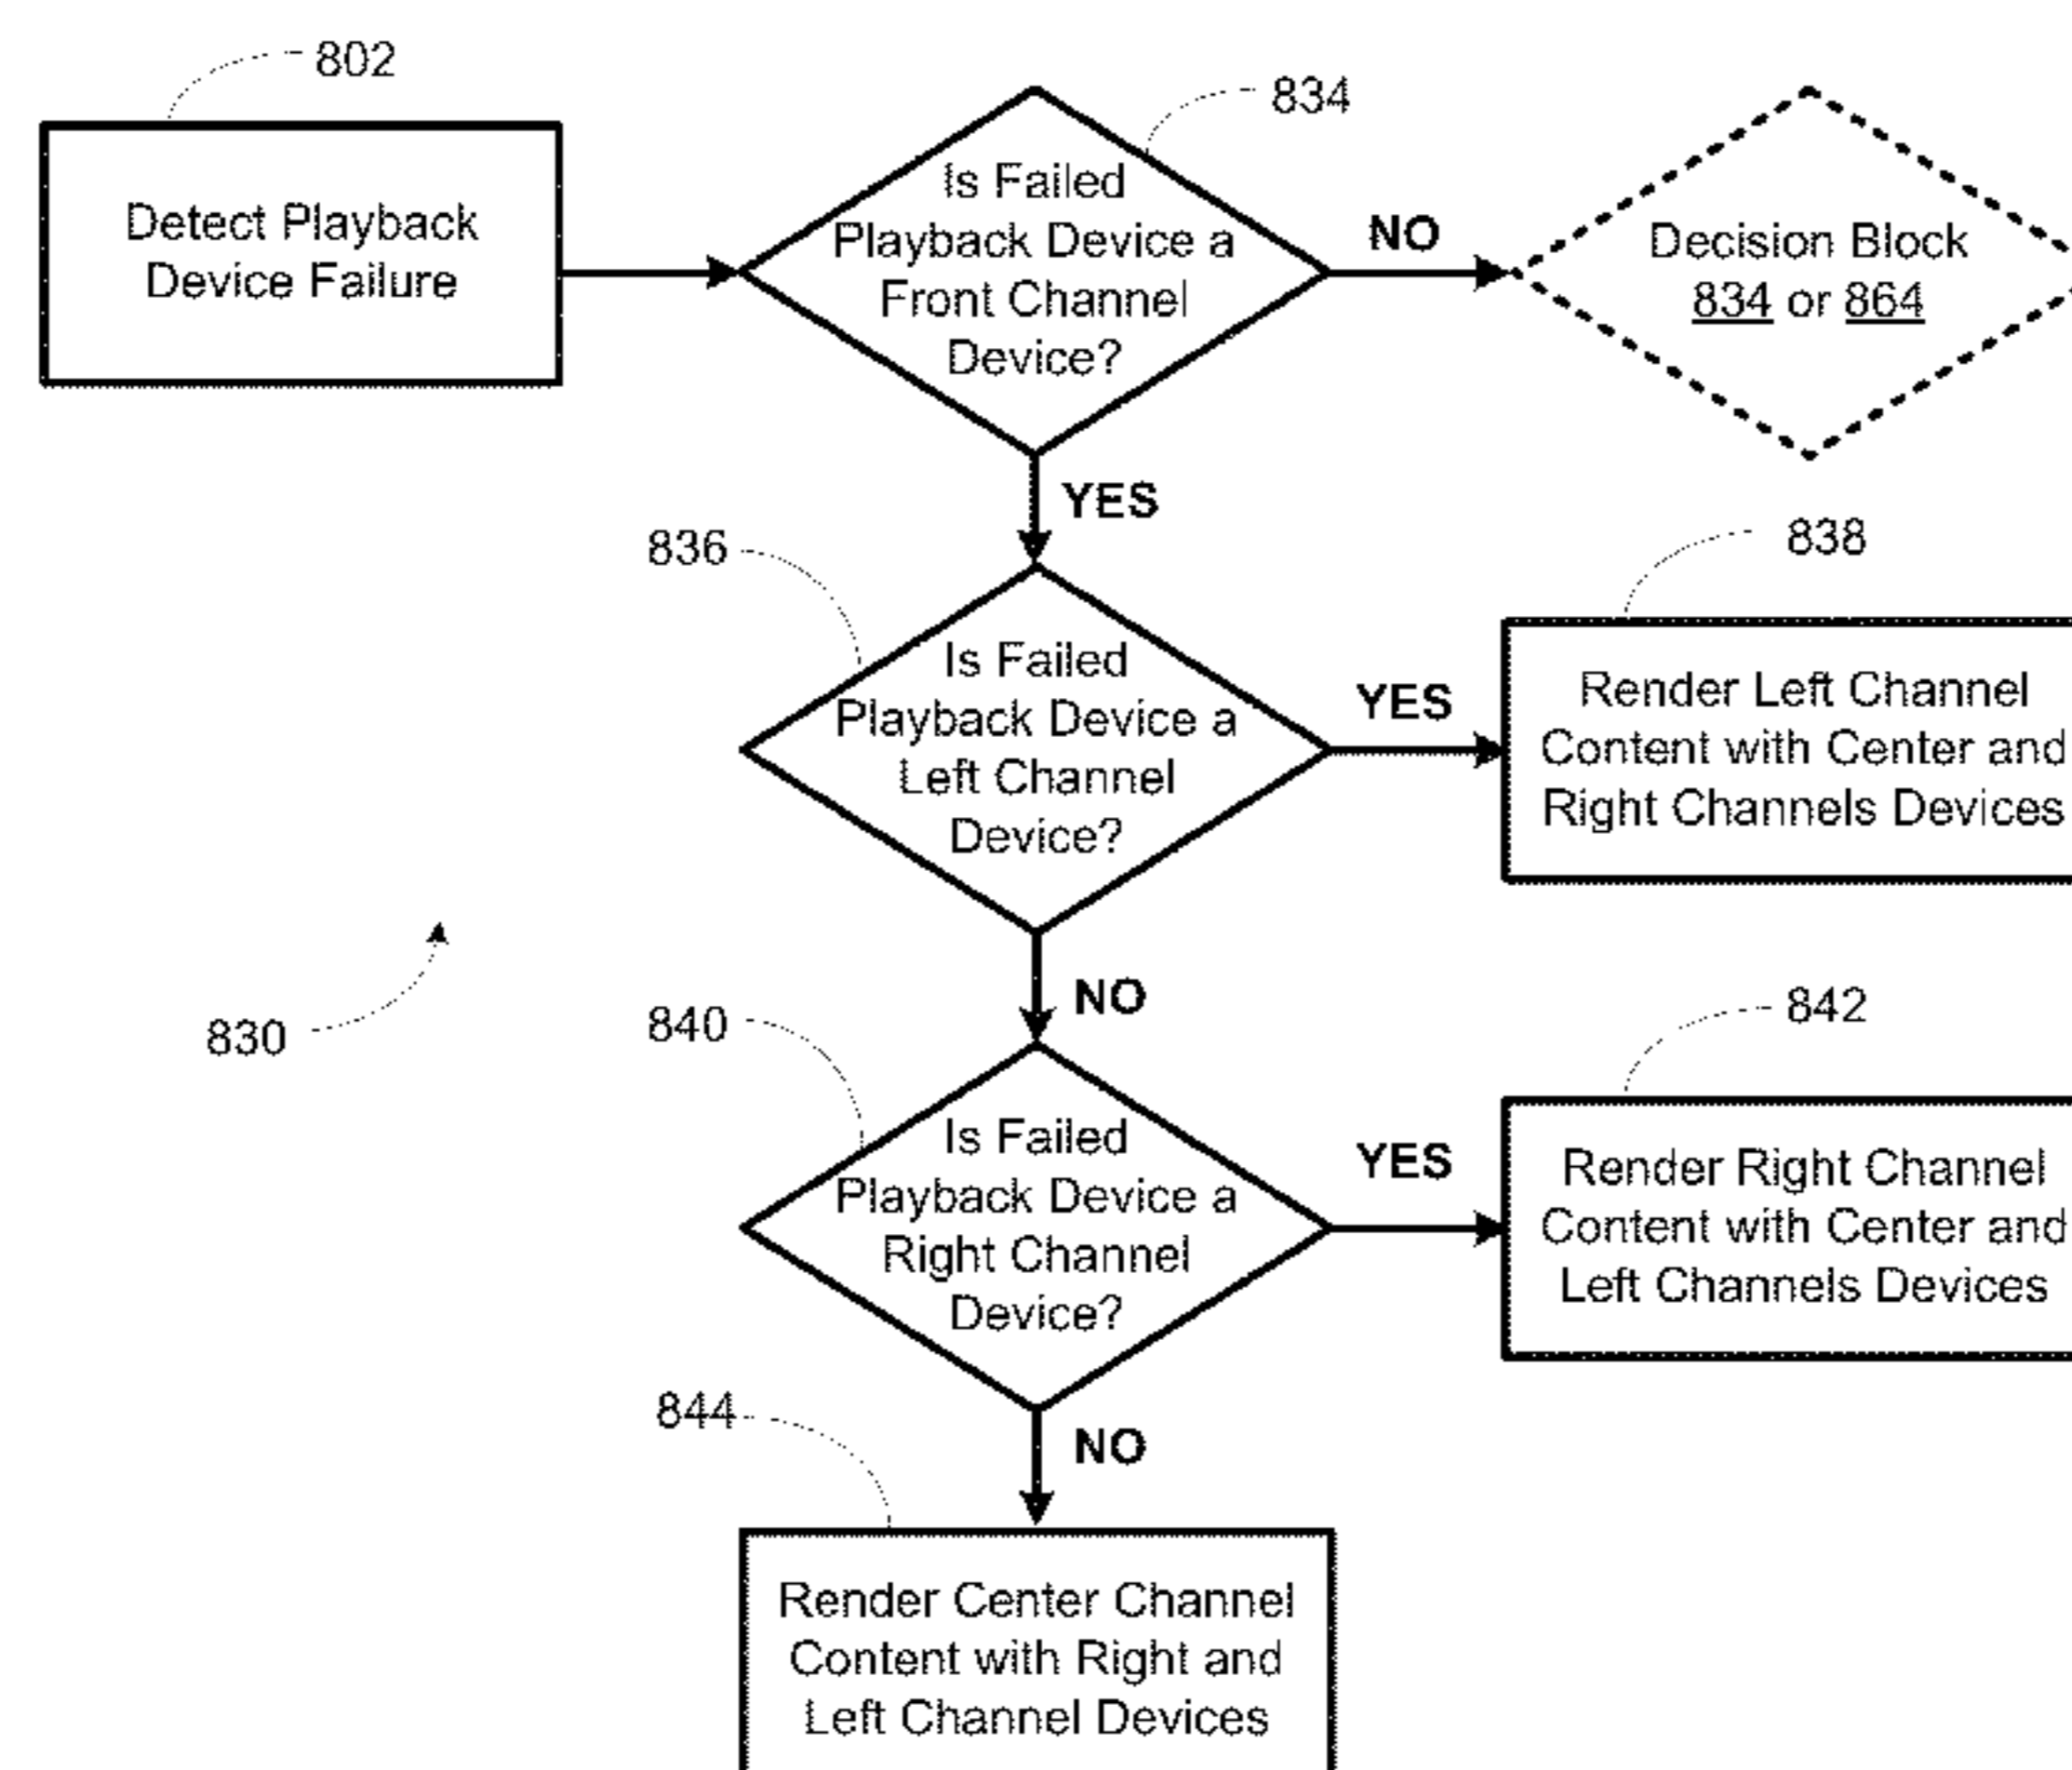 802
Detect Playback
Device Failure
834
Is Failed
Playback Device a
Front Channel
Device?
NO
Decision Block
834 or 864
YES
836
Is Failed
Playback Device a
Left Channel
Device?
YES
838
Render Left Channel
Content with Center and
Right Channels Devices
NO
830
840
Is Failed
Playback Device a
Right Channel
Device?
YES
842
Render Right Channel
Content with Center and
Left Channels Devices
NO
844
Render Center Channel
Content with Right and
Left Channel Devices